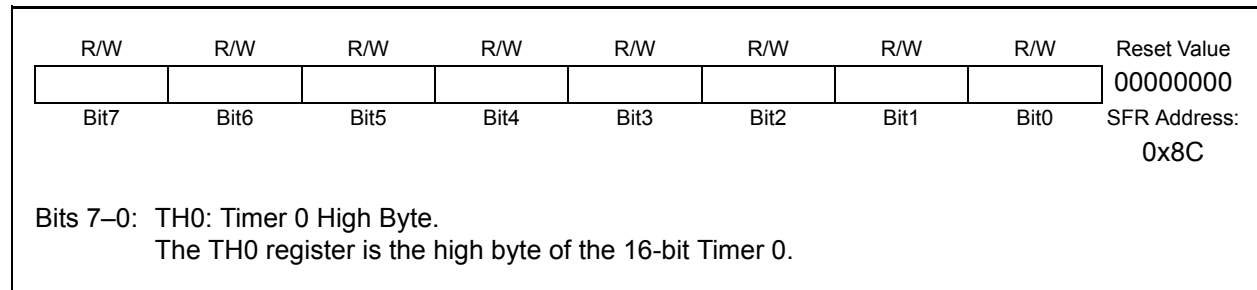 R/W R/W R/W R/W R/W R/W R/W R/W Reset Value
00000000
Bit7 Bit6 Bit5 Bit4 Bit3 Bit2 Bit1 Bit0 SFR Address:
0x8C
Bits 7–0: TH0: Timer 0 High Byte.
The TH0 register is the high byte of the 16-bit Timer 0.